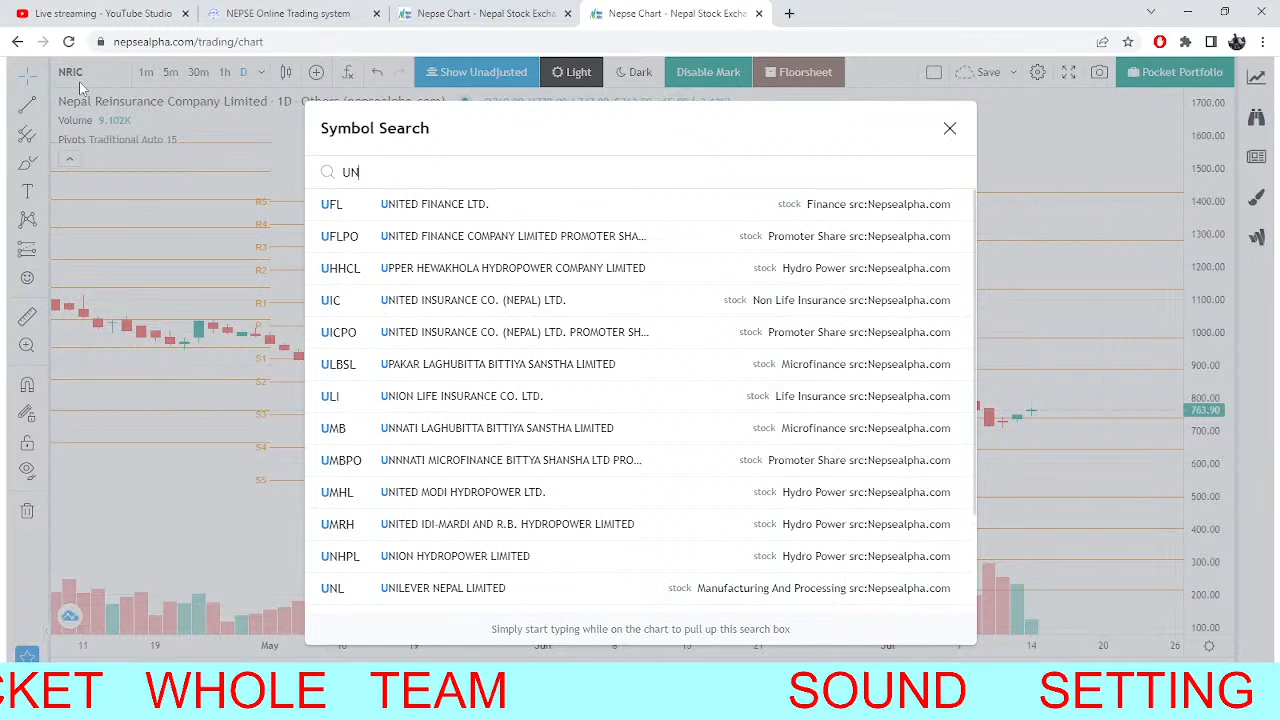 Live streaming - YouTube Studio
NEPSE Online Trading system
Nepse Chart - Nepal Stock Excha
Nepse Chart - Nepal Stock Excha
nepsealpha.com/trading/chart
NRIC 1m 5m 30m 1h D Show Unadjusted Light Dark Disable Mark Floorsheet Save Pocket Portfolio
Nepal Reinsurance Company Limited · 1D · Others (nepsealpha.com)
Volume 9.102K
Pivots Traditional Auto 15
Symbol Search
UN
UFL UNITED FINANCE LTD. stock Finance src:Nepsealpha.com
UFLPO UNITED FINANCE COMPANY LIMITED PROMOTER SHA... stock Promoter Share src:Nepsealpha.com
UHHCL UPPER HEWAKHOLA HYDROPOWER COMPANY LIMITED stock Hydro Power src:Nepsealpha.com
UIC UNITED INSURANCE CO. (NEPAL) LTD. stock Non Life Insurance src:Nepsealpha.com
UICPO UNITED INSURANCE CO. (NEPAL) LTD. PROMOTER SH... stock Promoter Share src:Nepsealpha.com
ULBSL UPAKAR LAGHUBITTA BITTIYA SANSTHA LIMITED stock Microfinance src:Nepsealpha.com
ULI UNION LIFE INSURANCE CO. LTD. stock Life Insurance src:Nepsealpha.com
UMB UNNATI LAGHUBITTA BITTIYA SANSTHA LIMITED stock Microfinance src:Nepsealpha.com
UMBPO UNNNATI MICROFINANCE BITTYA SHANSHA LTD PRO... stock Promoter Share src:Nepsealpha.com
UMHL UNITED MODI HYDROPOWER LTD. stock Hydro Power src:Nepsealpha.com
UMRH UNITED IDI-MARDI AND R.B. HYDROPOWER LIMITED stock Hydro Power src:Nepsealpha.com
UNHPL UNION HYDROPOWER LIMITED stock Hydro Power src:Nepsealpha.com
UNL UNILEVER NEPAL LIMITED stock Manufacturing And Processing src:Nepsealpha.com
Simply start typing while on the chart to pull up this search box
R5
R4
R3
R2
R1
P
S1
S2
S3
S4
S5
1700.00
1600.00
1500.00
1400.00
1300.00
1200.00
1100.00
1000.00
900.00
800.00
763.90
700.00
600.00
500.00
400.00
300.00
200.00
100.00
11 19 May 14 20 26
CKET WHOLE TEAM SOUND SETTING